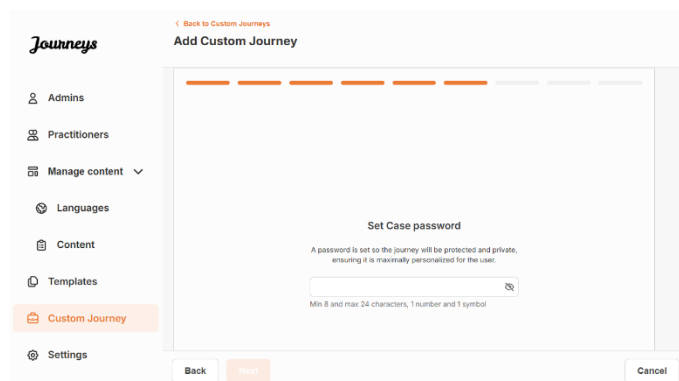 Journeys
Admins
Practitioners
Manage content
Languages
Content
Templates
Custom Journey
Settings
Back to Custom Journeys
Add Custom Journey
Set Case password
A password is set so the journey will be protected and private,
ensuring it is maximally personalized for the user.
Min 8 and max 24 characters, 1 number and 1 symbol
Back
Next
Cancel